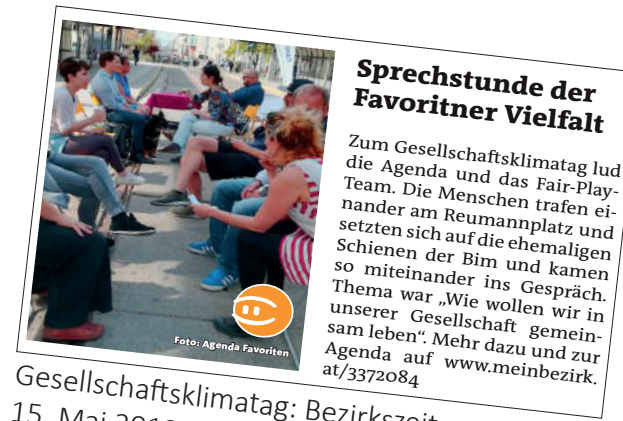 Sprechstunde der
Favoritner Vielfalt
Zum Gesellschaftsklimatag lud
die Agenda und das Fair-Play-
Team. Die Menschen trafen ei-
nander am Reumannplatz und
setzten sich auf die ehemaligen
Schienen der Bim und kamen
so miteinander ins Gespräch.
Thema war „Wie wollen wir in
unserer Gesellschaft gemein-
sam leben“. Mehr dazu und zur
Agenda auf www.meinbezirk.
at/3372084
Foto: Agenda Favoriten
Gesellschaftsklimatag: Bezirkszeit
15. Mai